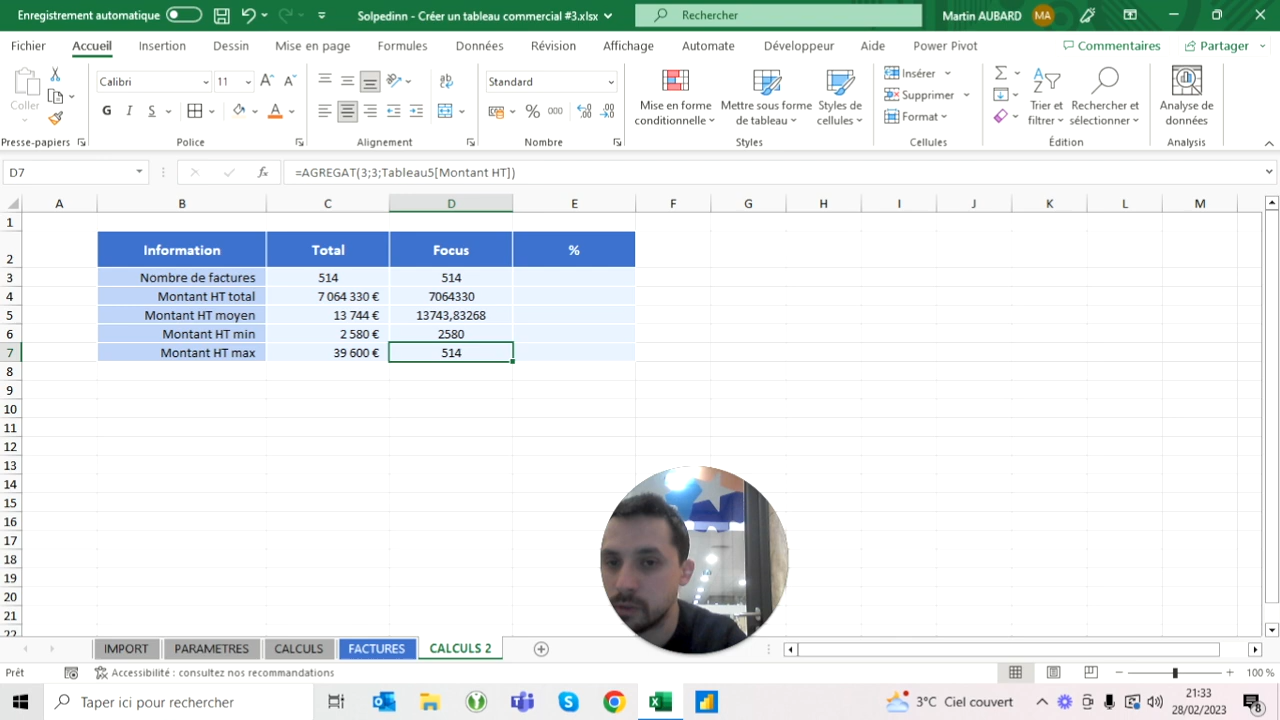 Enregistrement automatique
Solpedinn - Créer un tableau commercial #3.xlsx
Rechercher
Martin AUBARD MA
Fichier Accueil Insertion Dessin Mise en page Formules Données Révision Affichage Automate Développeur Aide Power Pivot Commentaires Partager
Coller
Presse-papiers
Calibri 11
G I S
Police
Alignement
Standard
% 000
Nombre
Mise en forme conditionnelle
Mettre sous forme de tableau
Styles de cellules
Styles
Insérer
Supprimer
Format
Cellules
Trier et filtrer
Rechercher et sélectionner
Édition
Analyse de données
Analysis
D7 fx =AGREGAT(3;3;Tableau5[Montant HT])
A B C D E F G H I J K L M
1
2 Information Total Focus %
3 Nombre de factures 514 514
4 Montant HT total 7 064 330 € 7064330
5 Montant HT moyen 13 744 € 13743,83268
6 Montant HT min 2 580 € 2580
7 Montant HT max 39 600 € 514
8
9
10
11
12
13
14
15
16
17
18
19
20
21
22
IMPORT PARAMETRES CALCULS FACTURES CALCULS 2
Prêt Accessibilité : consultez nos recommandations 100 %
Taper ici pour rechercher 3°C Ciel couvert 21:33
28/02/2023 8